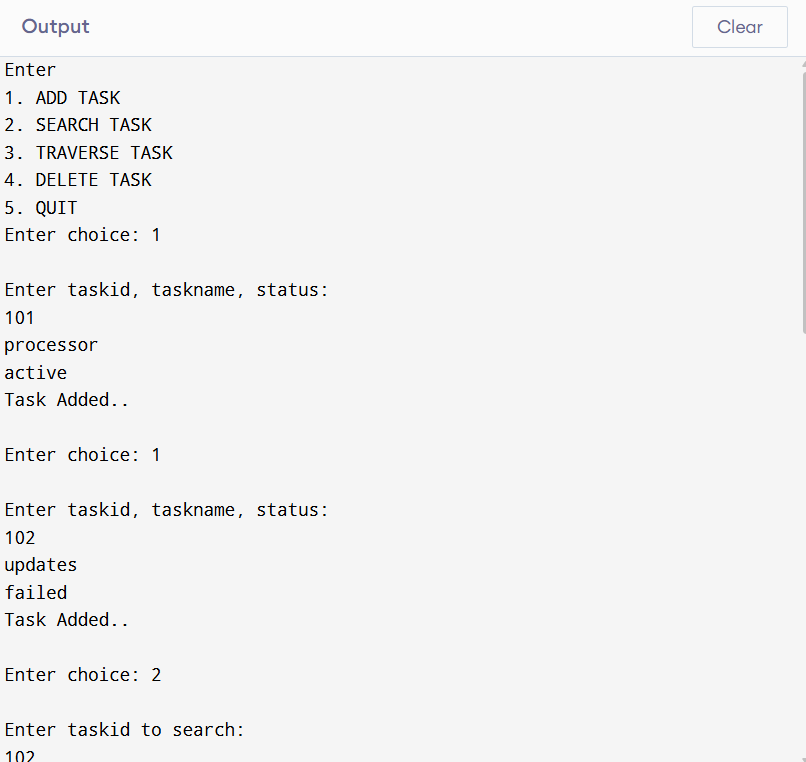 Output
Clear
Enter
1. ADD TASK
2. SEARCH TASK
3. TRAVERSE TASK
4. DELETE TASK
5. QUIT
Enter choice: 1
Enter taskid, taskname, status:
101
processor
active
Task Added..
Enter choice: 1
Enter taskid, taskname, status:
102
updates
failed
Task Added..
Enter choice: 2
Enter taskid to search:
102